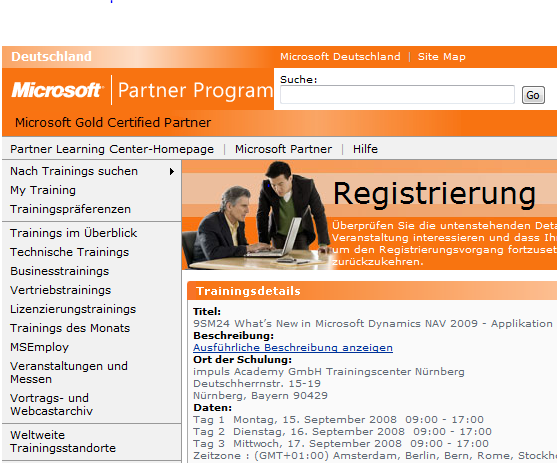 Deutschland
Microsoft Deutschland | Site Map
Microsoft Partner Program
Suche:
Go
Microsoft Gold Certified Partner
Partner Learning Center-Homepage | Microsoft Partner | Hilfe
Nach Trainings suchen
My Training
Trainingspräferenzen
Trainings im Überblick
Technische Trainings
Businesstrainings
Vertriebstrainings
Lizenzierungstrainings
Trainings des Monats
MSEmploy
Veranstaltungen und
Messen
Vortrags- und
Webcastarchiv
Weltweite
Trainingsstandorte
Registrierung
Überprüfen Sie die untenstehenden Deta
Veranstaltung interessieren und dass Ih
um den Registrierungsvorgang fortzuset
zurückzukehren.
Trainingsdetails
Titel:
9SM24 What's New in Microsoft Dynamics NAV 2009 - Applikation
Beschreibung:
Ausführliche Beschreibung anzeigen
Ort der Schulung:
impuls Academy GmbH Trainingscenter Nürnberg
Deutschherrnstr. 15-19
Nürnberg, Bayern 90429
Daten:
Tag 1 Montag, 15. September 2008 09:00 - 17:00
Tag 2 Dienstag, 16. September 2008 09:00 - 17:00
Tag 3 Mittwoch, 17. September 2008 09:00 - 17:00
Zeitzone : (GMT+01:00) Amsterdam, Berlin, Bern, Rome, Stockh